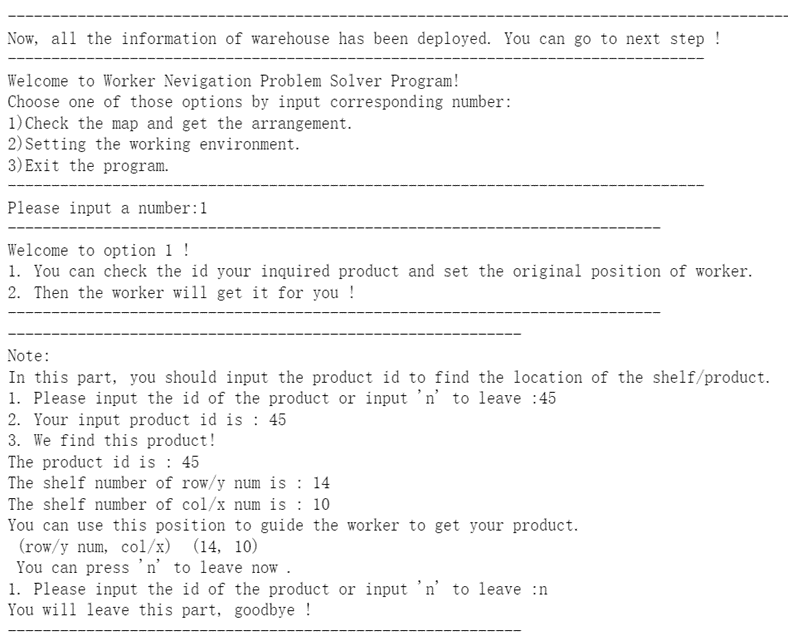 ------------------------------------------------------------------------------------------
Now, all the information of warehouse has been deployed. You can go to next step !
--------------------------------------------------------------------------------
Welcome to Worker Nevigation Problem Solver Program!
Choose one of those options by input corresponding number:
1)Check the map and get the arrangement.
2)Setting the working environment.
3)Exit the program.
--------------------------------------------------------------------------------
Please input a number:1
---------------------------------------------------------------------------
Welcome to option 1 !
1. You can check the id your inquired product and set the original position of worker.
2. Then the worker will get it for you !
---------------------------------------------------------------------------
___________________________________________________________
Note:
In this part, you should input the product id to find the location of the shelf/product.
1. Please input the id of the product or input 'n' to leave :45
2. Your input product id is : 45
3. We find this product!
The product id is : 45
The shelf number of row/y num is : 14
The shelf number of col/x num is : 10
You can use this position to guide the worker to get your product.
 (row/y num, col/x)  (14, 10)
 You can press 'n' to leave now .
1. Please input the id of the product or input 'n' to leave :n
You will leave this part, goodbye !
-----------------------------------------------------------